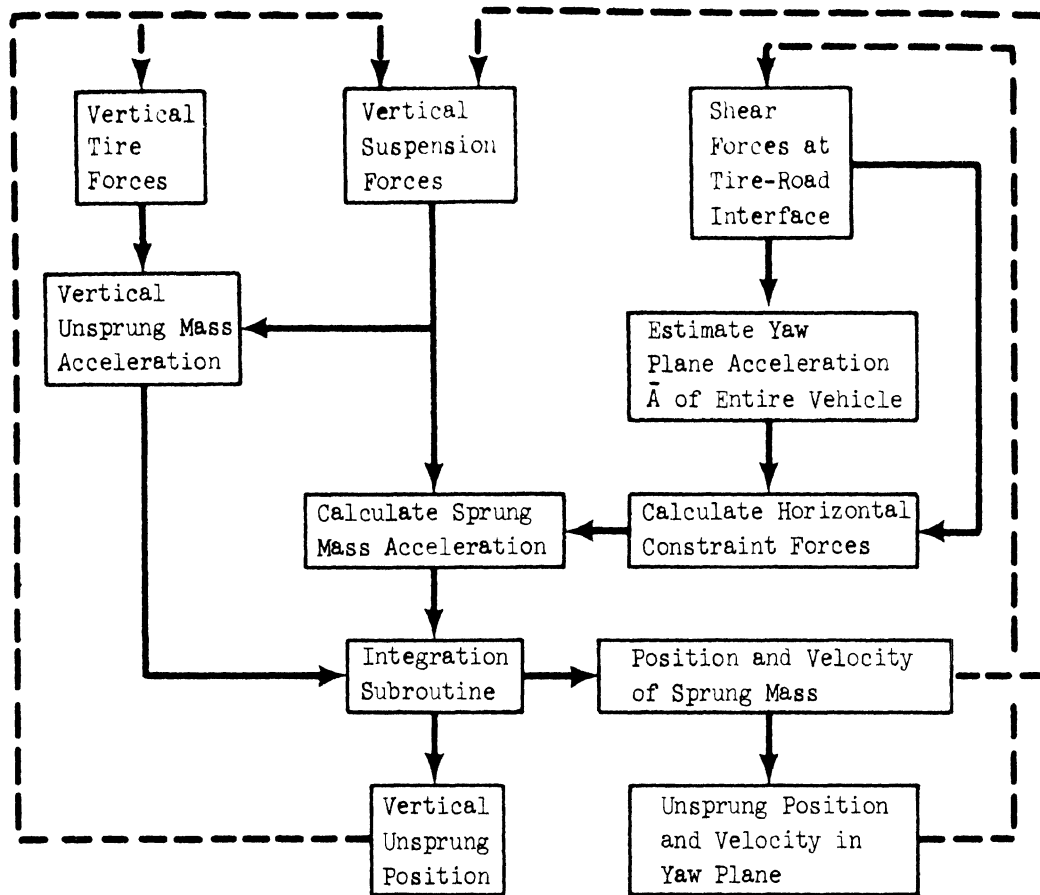 Vertical
Tire
Forces
Vertical
Suspension
Forces
Shear
Forces at
Tire-Road
Interface
Vertical
Unsprung Mass
Acceleration
Estimate Yaw
Plane Acceleration
Ā of Entire Vehicle
Calculate Sprung
Mass Acceleration
Calculate Horizontal
Constraint Forces
Integration
Subroutine
Position and Velocity
of Sprung Mass
Vertical
Unsprung
Position
Unsprung Position
and Velocity in
Yaw Plane